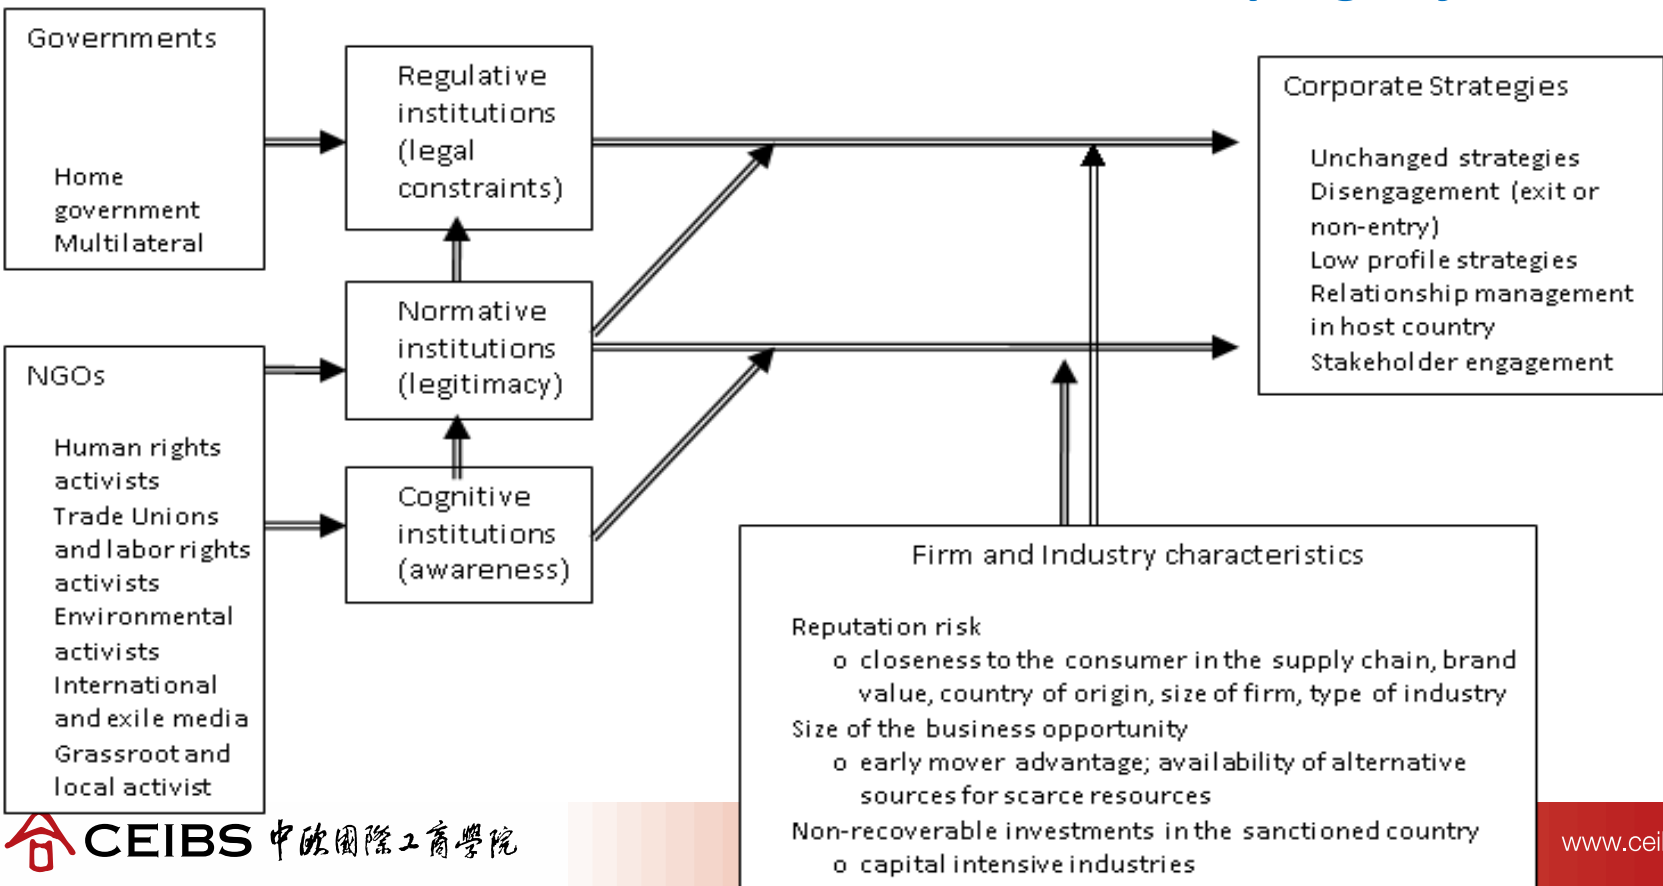 Governments
Home
government
Multilateral
NGOs
Human rights
activists
Trade Unions
and labor rights
activists
Environmental
activists
International
and exile media
Grassroot and
local activist
Regulative
institutions
(legal
constraints)
Normative
institutions
(legitimacy)
Cognitive
institutions
(awareness)
Corporate Strategies
Unchanged strategies
Disengagement (exit or
non-entry)
Low profile strategies
Relationship management
in host country
Stakeholder engagement
Firm and Industry characteristics
Reputation risk
o closeness to the consumer in the supply chain, brand
value, country of origin, size of firm, type of industry
Size of the business opportunity
o early mover advantage; availability of alternative
sources for scarce resources
Non-recoverable investments in the sanctioned country
o capital intensive industries
CEIBS 中欧國際工商學院
www.cei